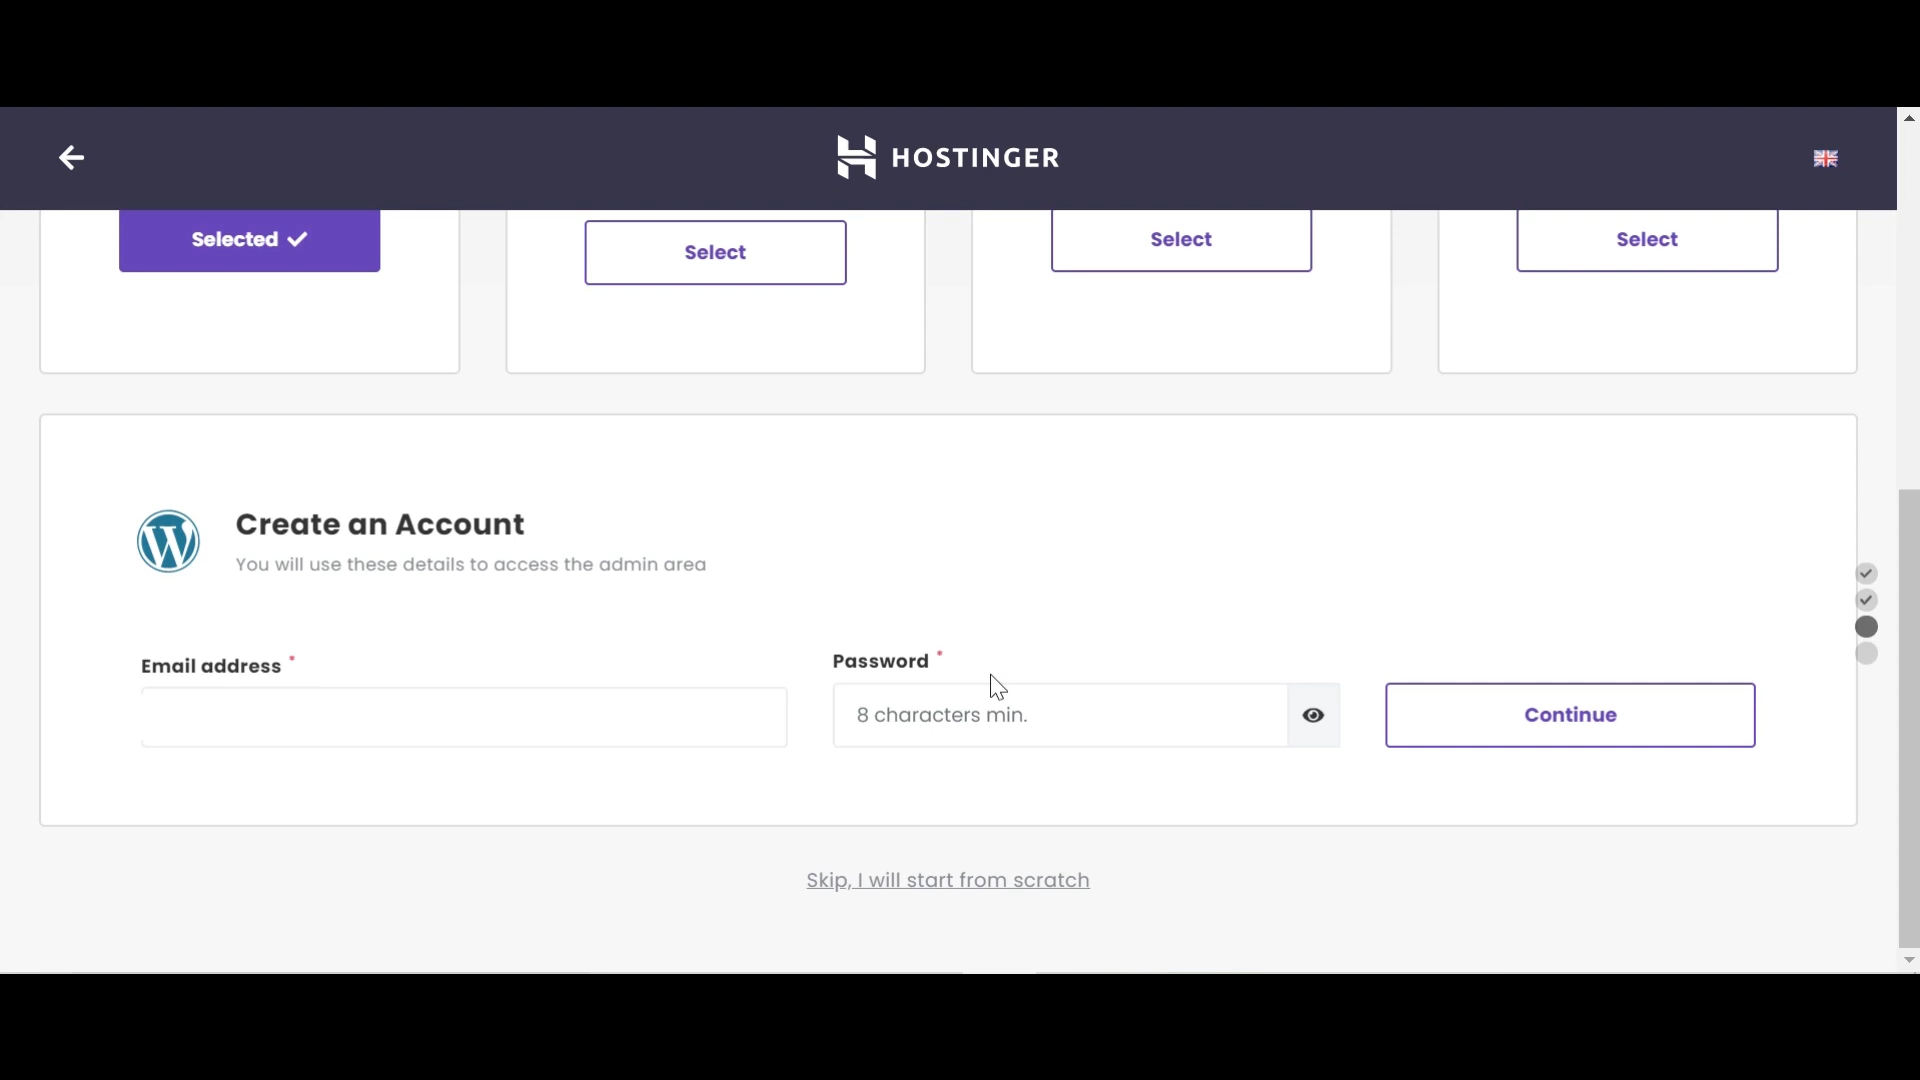 HOSTINGER
Selected
Select
Select
Select
Create an Account
You will use these details to access the admin area
Email address *
Password *
8 characters min.
Continue
Skip, I will start from scratch